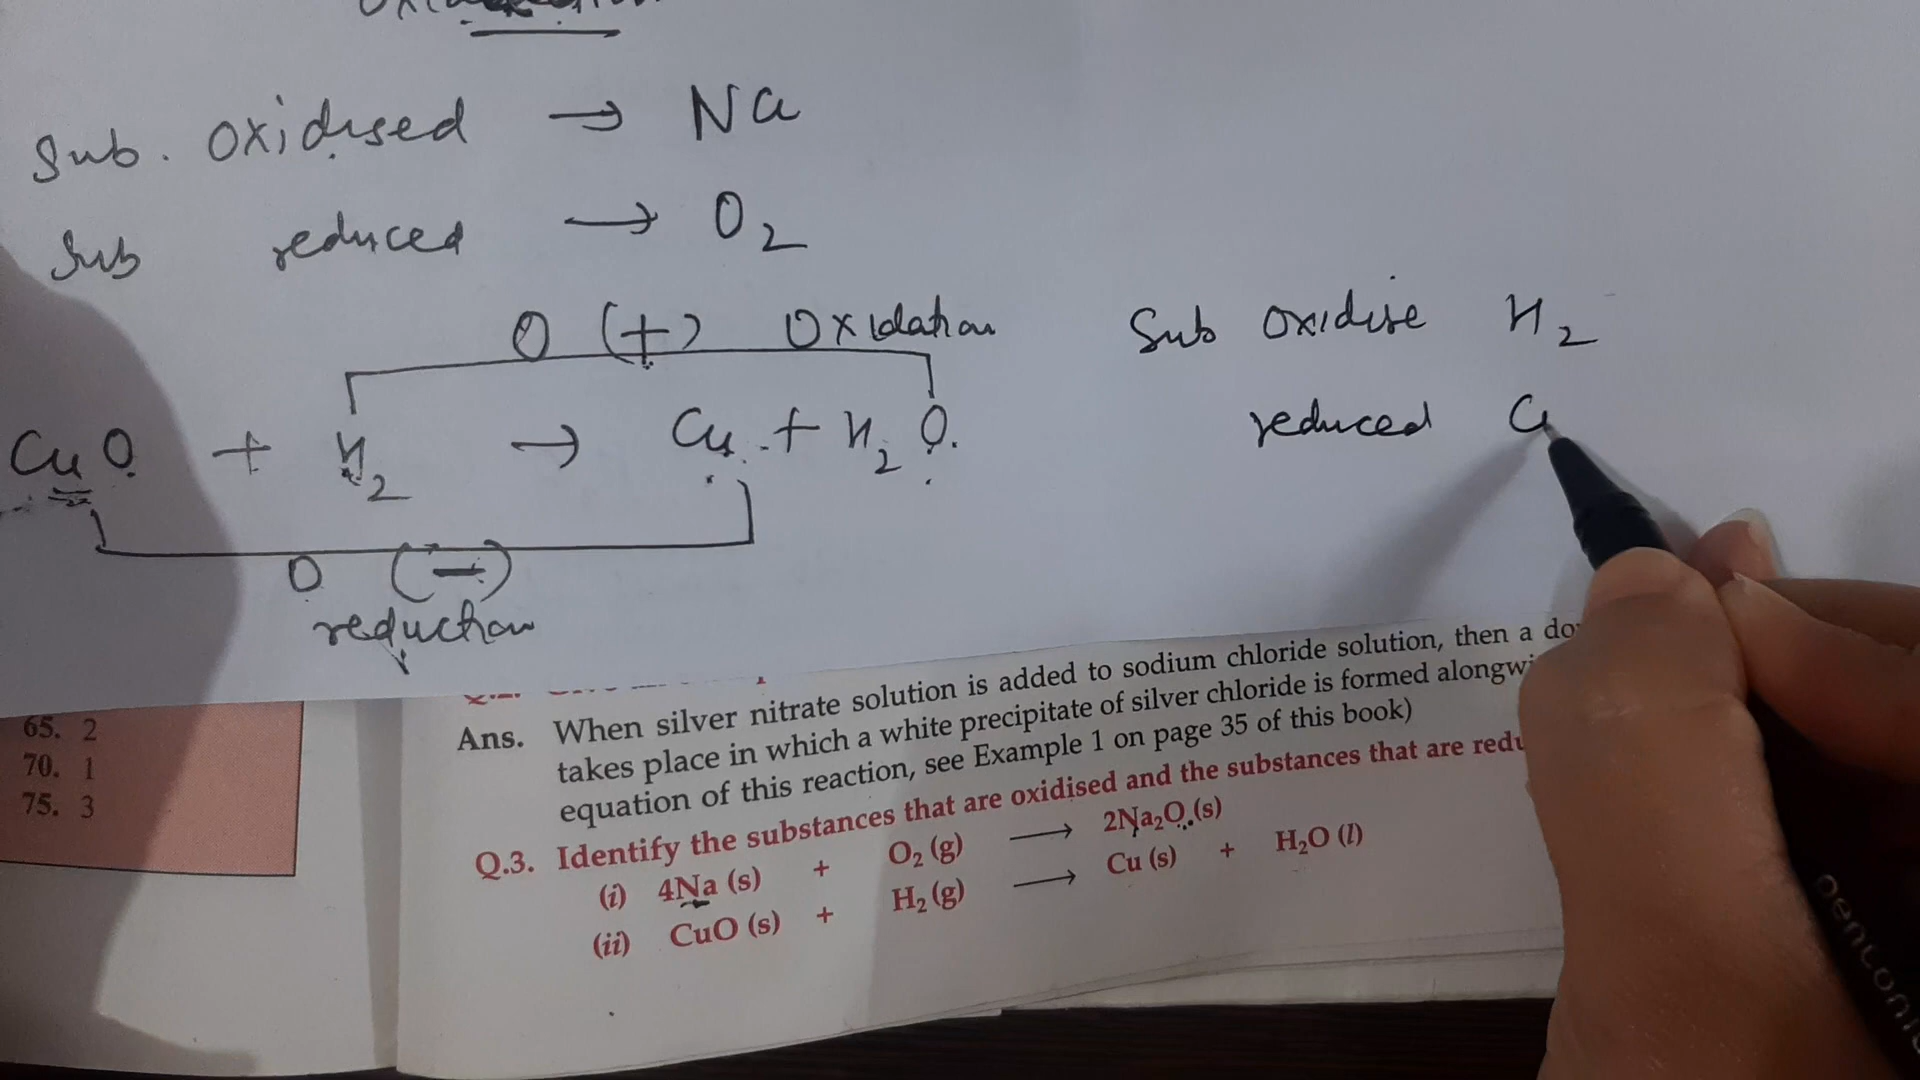 Sub. oxidised → Na
Sub reduced → O2
O (+) Oxidation
Sub oxidise H2
CuO + H2 → Cu + H2O.
reduced C
O (-)
reduction
65. 2
70. 1
75. 3
Ans. When silver nitrate solution is added to sodium chloride solution, then a
takes place in which a white precipitate of silver chloride is formed
equation of this reaction, see Example 1 on page 35 of this book)
Q.3. Identify the substances that are oxidised and the substances that are
(i) 4Na (s) + O₂ (g) ⟶ 2Na₂O (s)
(ii) CuO (s) + H₂ (g) ⟶ Cu (s) + H₂O (l)